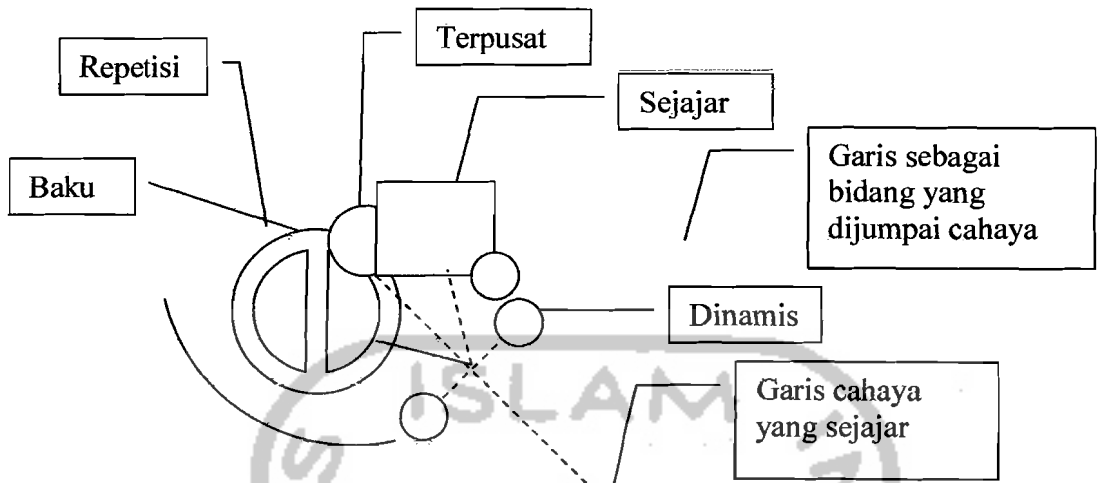 Terpusat
Repetisi
Sejajar
Baku
Garis sebagai
bidang yang
dijumpai cahaya
Dinamis
Garis cahaya
yang sejajar
ISLAM